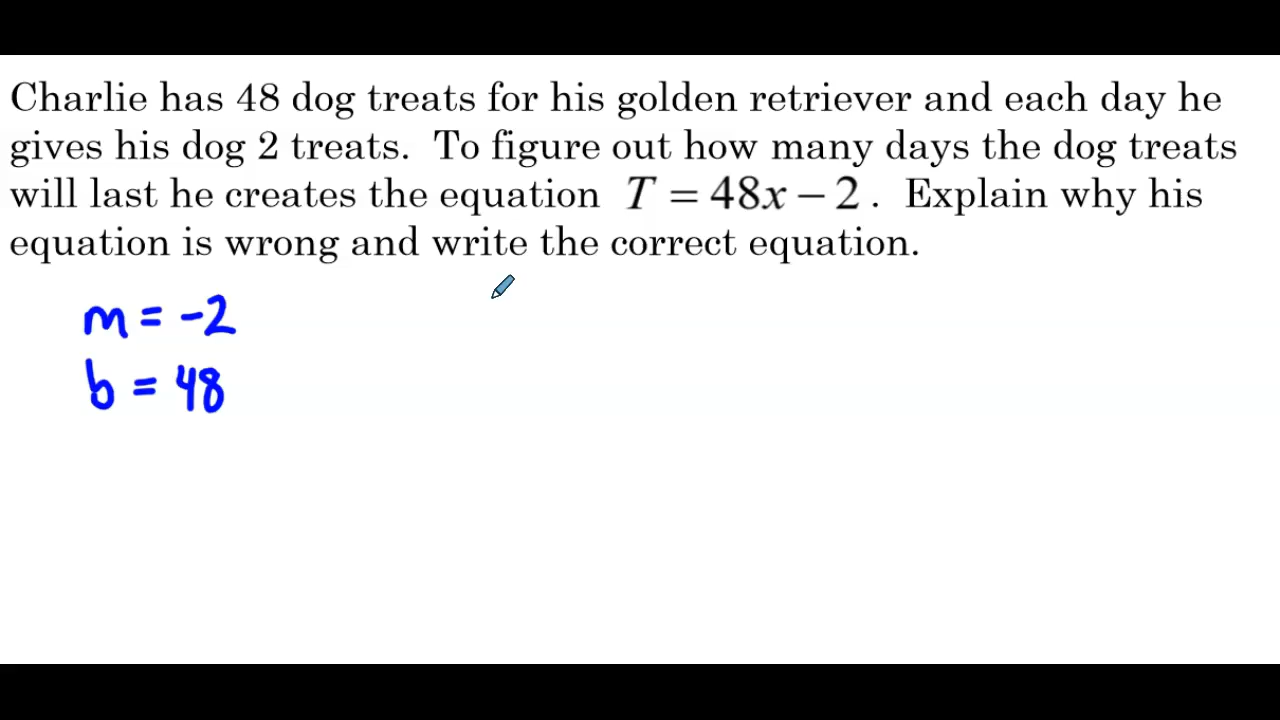 Charlie has 48 dog treats for his golden retriever and each day he
gives his dog 2 treats. To figure out how many days the dog treats
will last he creates the equation T = 48x − 2. Explain why his
equation is wrong and write the correct equation.
m = -2
b = 48